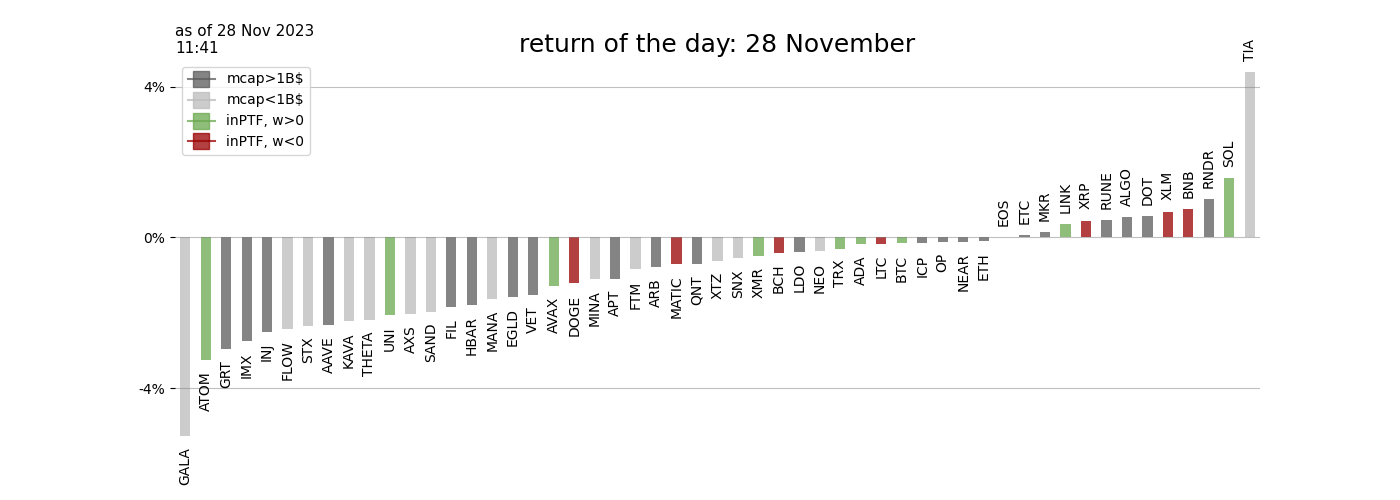 as of 28 Nov 2023
11:41
return of the day: 28 November
mcap>1B$
mcap<1B$
inPTF, w>0
inPTF, w<0
4%
0%
-4%
GALA
ATOM
GRT
IMX
INJ
FLOW
STX
AAVE
KAVA
THETA
UNI
AXS
SAND
FIL
HBAR
MANA
EGLD
VET
AVAX
DOGE
MINA
APT
FTM
ARB
MATIC
QNT
XTZ
SNX
XMR
BCH
LDO
NEO
TRX
ADA
LTC
BTC
ICP
OP
NEAR
ETH
EOS
ETC
MKR
LINK
XRP
RUNE
ALGO
DOT
XLM
BNB
RNDR
SOL
TIA